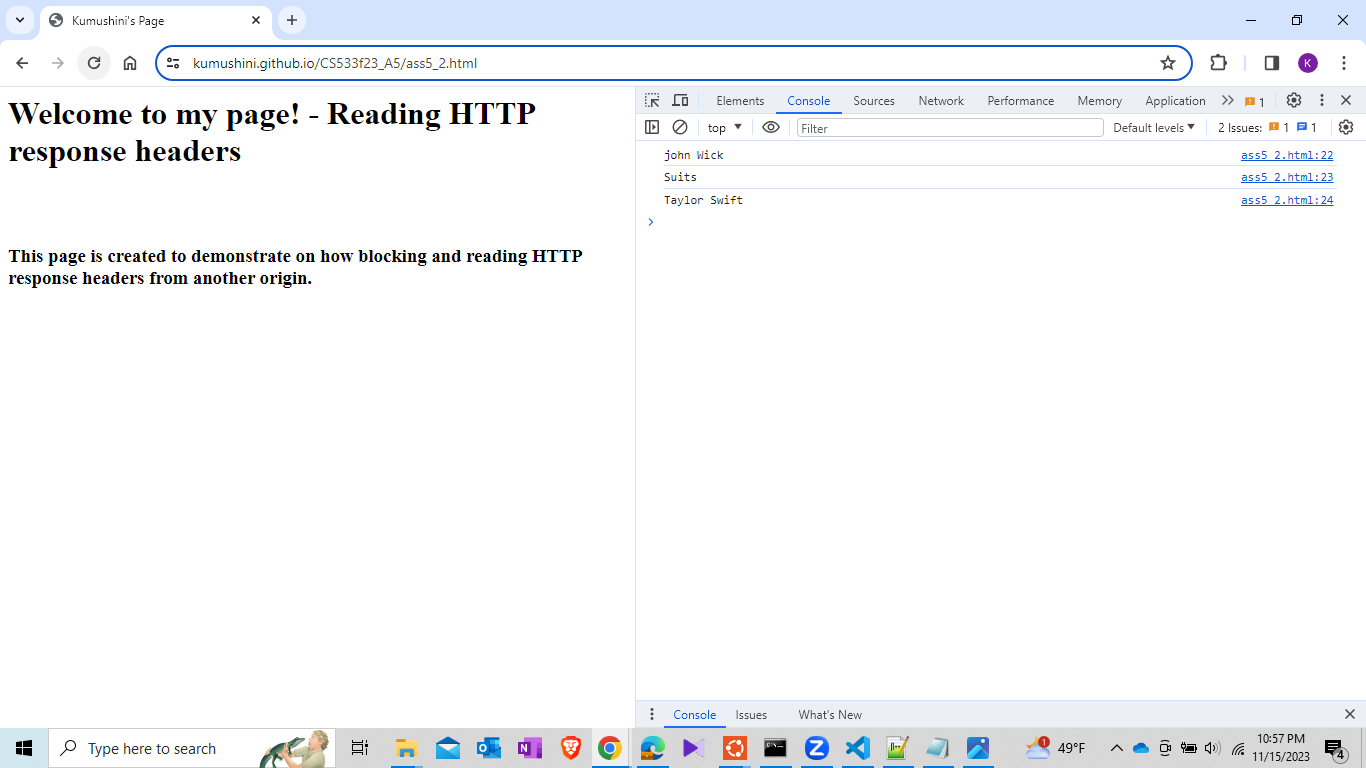 Kumushini's Page
kumushini.github.io/CS533f23_A5/ass5_2.html
K
Welcome to my page! - Reading HTTP
response headers
This page is created to demonstrate on how blocking and reading HTTP
response headers from another origin.
Elements Console Sources Network Performance Memory Application 1
top Filter Default levels 2 Issues: 1 1
john Wick ass5_2.html:22
Suits ass5_2.html:23
Taylor Swift ass5_2.html:24
Console Issues What's New
Type here to search
1 49°F
10:57 PM
11/15/2023
4